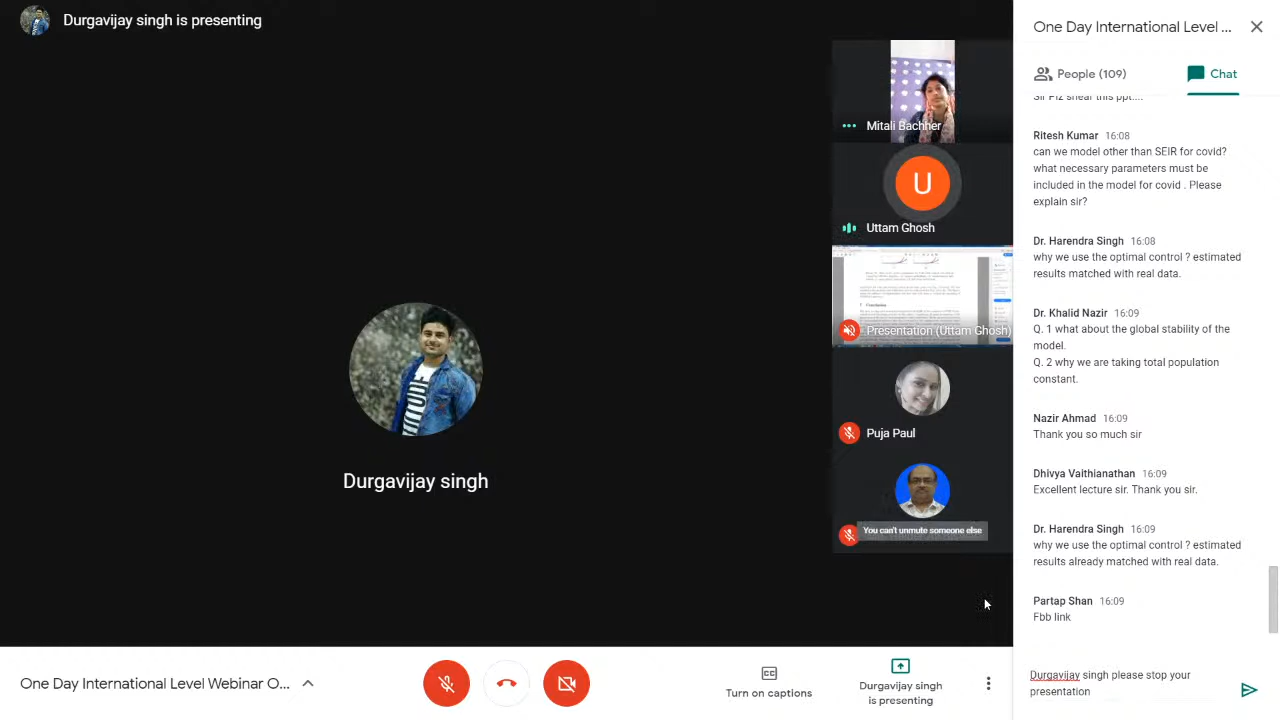 Durgavijay singh is presenting
Mitali Bachher
U
Uttam Ghosh
Presentation (Uttam Ghosh)
Puja Paul
You can't unmute someone else
Durgavijay singh
One Day International Level Webinar O...
Turn on captions
Durgavijay singh
is presenting
One Day International Level ...
People (109)
Chat
Sir Plz shear this ppt....
Ritesh Kumar 16:08
can we model other than SEIR for covid?
what necessary parameters must be
included in the model for covid . Please
explain sir?
Dr. Harendra Singh 16:08
why we use the optimal control ? estimated
results matched with real data.
Dr. Khalid Nazir 16:09
Q. 1 what about the global stability of the
model.
Q. 2 why we are taking total population
constant.
Nazir Ahmad 16:09
Thank you so much sir
Dhivya Vaithianathan 16:09
Excellent lecture sir. Thank you sir.
Dr. Harendra Singh 16:09
why we use the optimal control ? estimated
results already matched with real data.
Partap Shan 16:09
Fbb link
Durgavijay singh please stop your
presentation